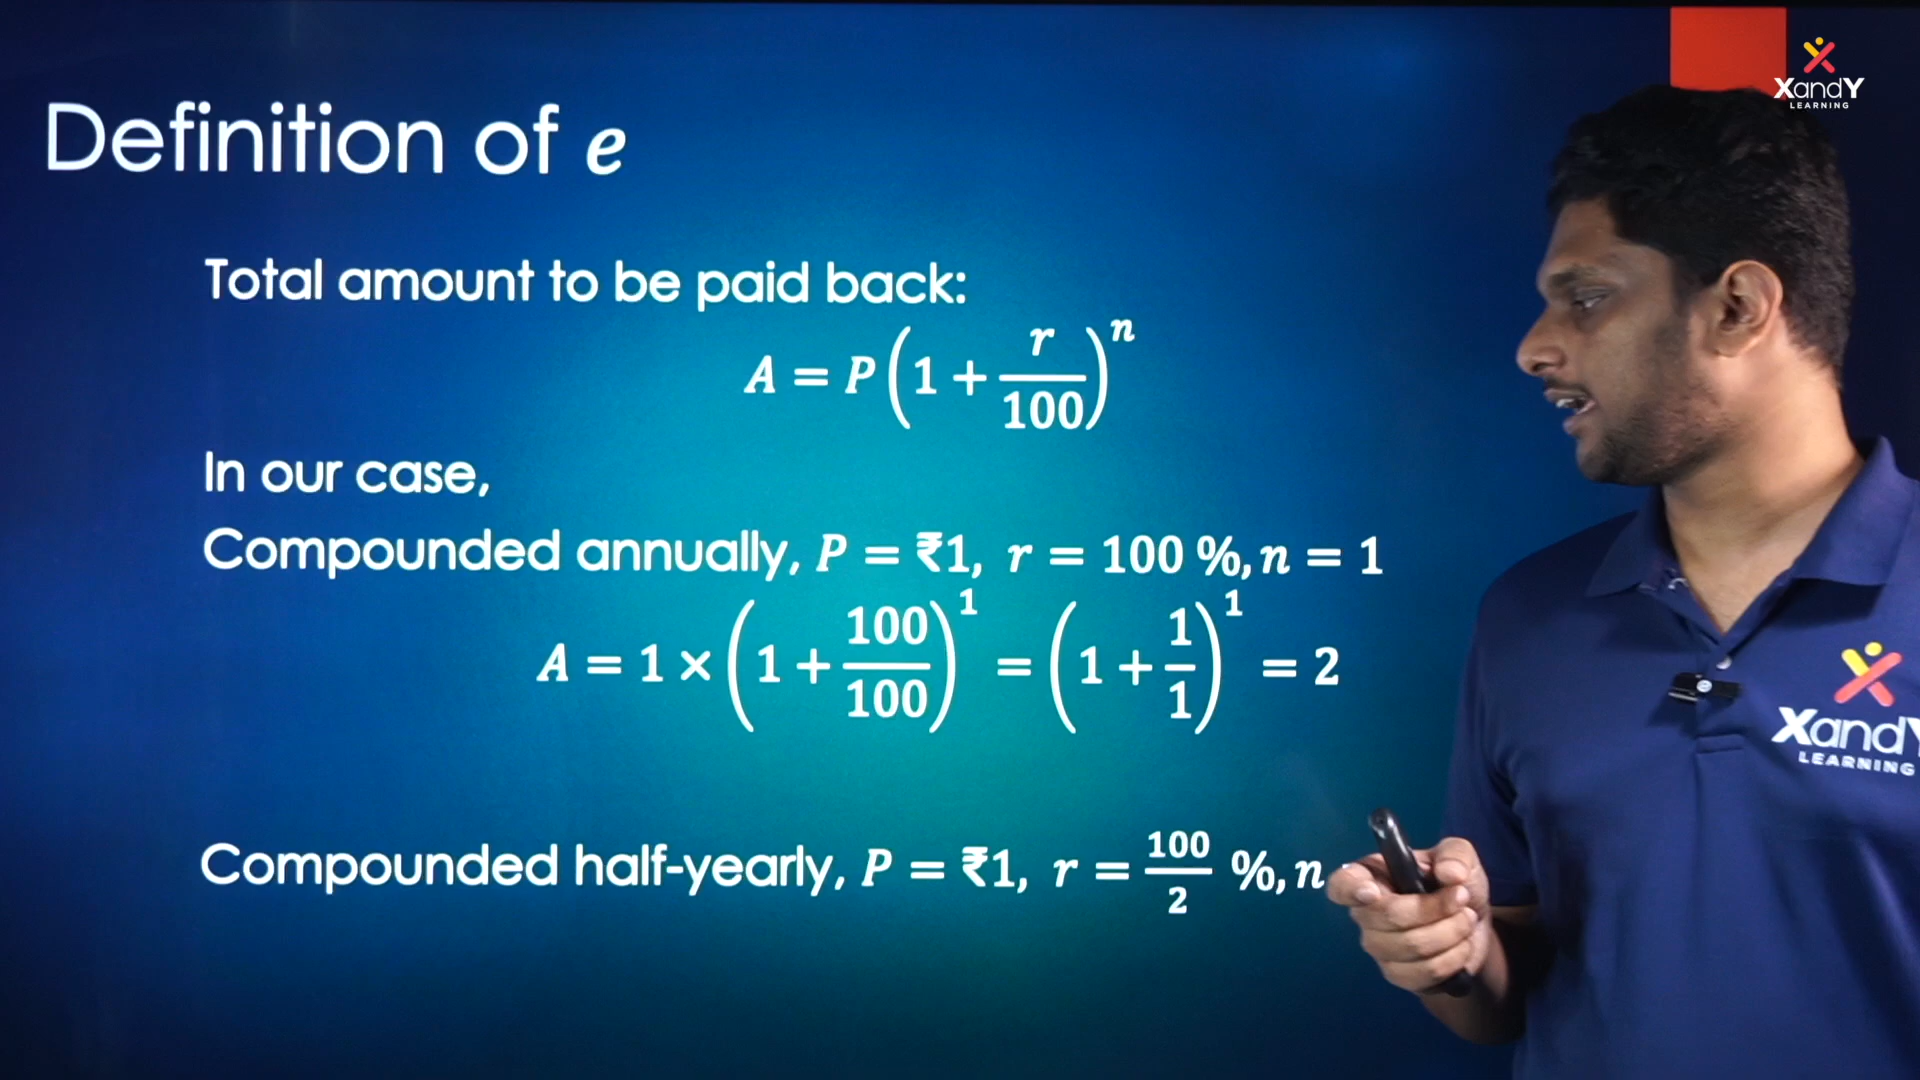 XandY
LEARNING
Definition of e
Total amount to be paid back:
A = P(1 + r/100)^n
In our case,
Compounded annually, P = ₹1, r = 100 %, n = 1
A = 1 × (1 + 100/100)^1 = (1 + 1/1)^1 = 2
Compounded half-yearly, P = ₹1, r = 100/2 %, n
XandY
LEARNING